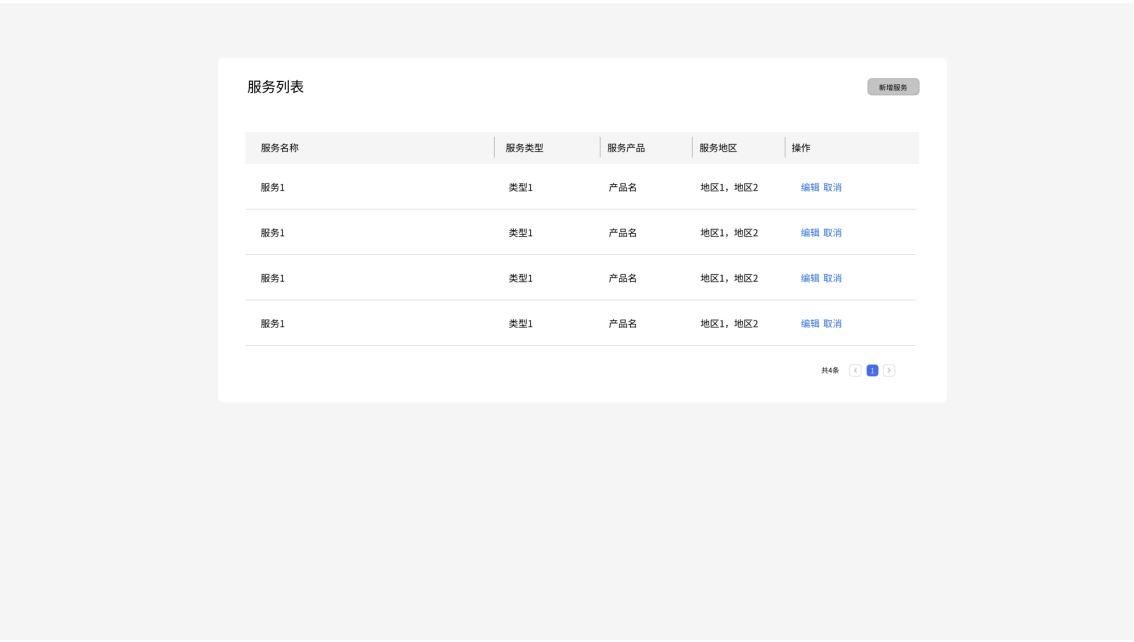 服务列表
新增服务
服务名称 服务类型 服务产品 服务地区 操作
服务1 类型1 产品名 地区1，地区2 编辑 取消
服务1 类型1 产品名 地区1，地区2 编辑 取消
服务1 类型1 产品名 地区1，地区2 编辑 取消
服务1 类型1 产品名 地区1，地区2 编辑 取消
共4条 1